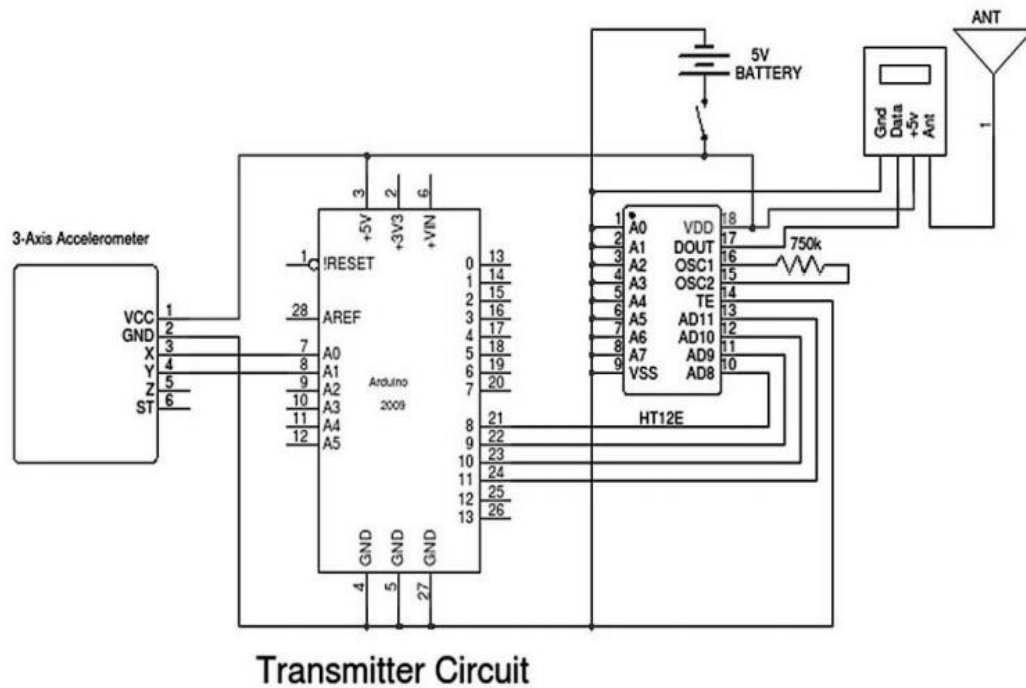 ANT
5V
BATTERY
Gnd
Data
+5v
Ant
1
3
2
6
+5V
+3V3
+VIN
3-Axis Accelerometer
VCC 1
GND 2
X 3
Y 4
Z 5
ST 6
1 !RESET
28 AREF
7 A0
8 A1
9 A2
10 A3
11 A4
12 A5
Arduino
2009
0 13
1 14
2 15
3 16
4 17
5 18
6 19
7 20
8 21
9 22
10 23
11 24
12 25
13 26
GND
GND
GND
4
5
27
1 A0 VDD 18
2 A1 DOUT 17
3 A2 OSC1 16
4 A3 OSC2 15
5 A4 TE 14
6 A5 AD11 13
7 A6 AD10 12
8 A7 AD9 11
9 VSS AD8 10
750k
HT12E
Transmitter Circuit